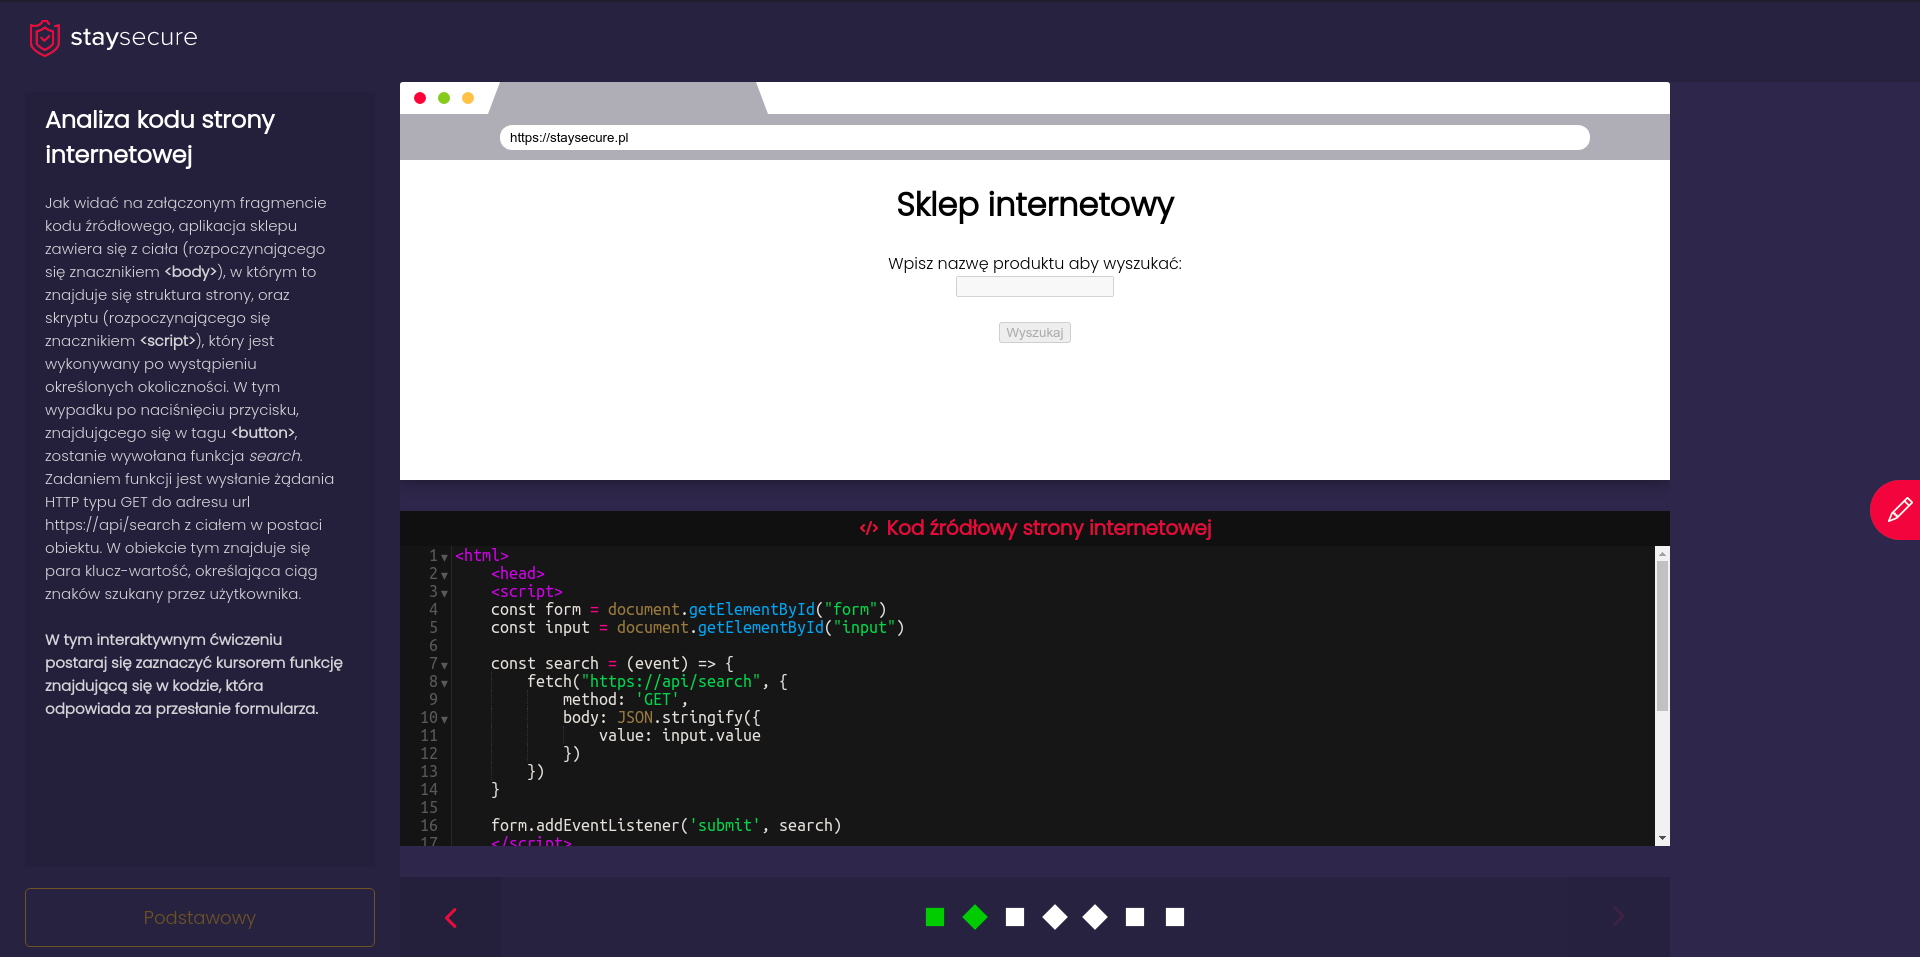 staysecure
Analiza kodu strony
internetowej
Jak widać na załączonym fragmencie
kodu źródłowego, aplikacja sklepu
zawiera się z ciała (rozpoczynającego
się znacznikiem <body>), w którym to
znajduje się struktura strony, oraz
skryptu (rozpoczynającego się
znacznikiem <script>), który jest
wykonywany po wystąpieniu
określonych okoliczności. W tym
wypadku po naciśnięciu przycisku,
znajdującego się w tagu <button>,
zostanie wywołana funkcja search.
Zadaniem funkcji jest wysłanie żądania
HTTP typu GET do adresu url
https://api/search z ciałem w postaci
obiektu. W obiekcie tym znajduje się
para klucz-wartość, określająca ciąg
znaków szukany przez użytkownika.
W tym interaktywnym ćwiczeniu
postaraj się zaznaczyć kursorem funkcję
znajdującą się w kodzie, która
odpowiada za przesłanie formularza.
Podstawowy
https://staysecure.pl
Sklep internetowy
Wpisz nazwę produktu aby wyszukać:
Wyszukaj
</> Kod źródłowy strony internetowej
1 <html>
2 <head>
3 <script>
4 const form = document.getElementById("form")
5 const input = document.getElementById("input")
6
7 const search = (event) => {
8 fetch("https://api/search", {
9 method: 'GET',
10 body: JSON.stringify({
11 value: input.value
12 })
13 })
14 }
15
16 form.addEventListener('submit', search)
17 </script>